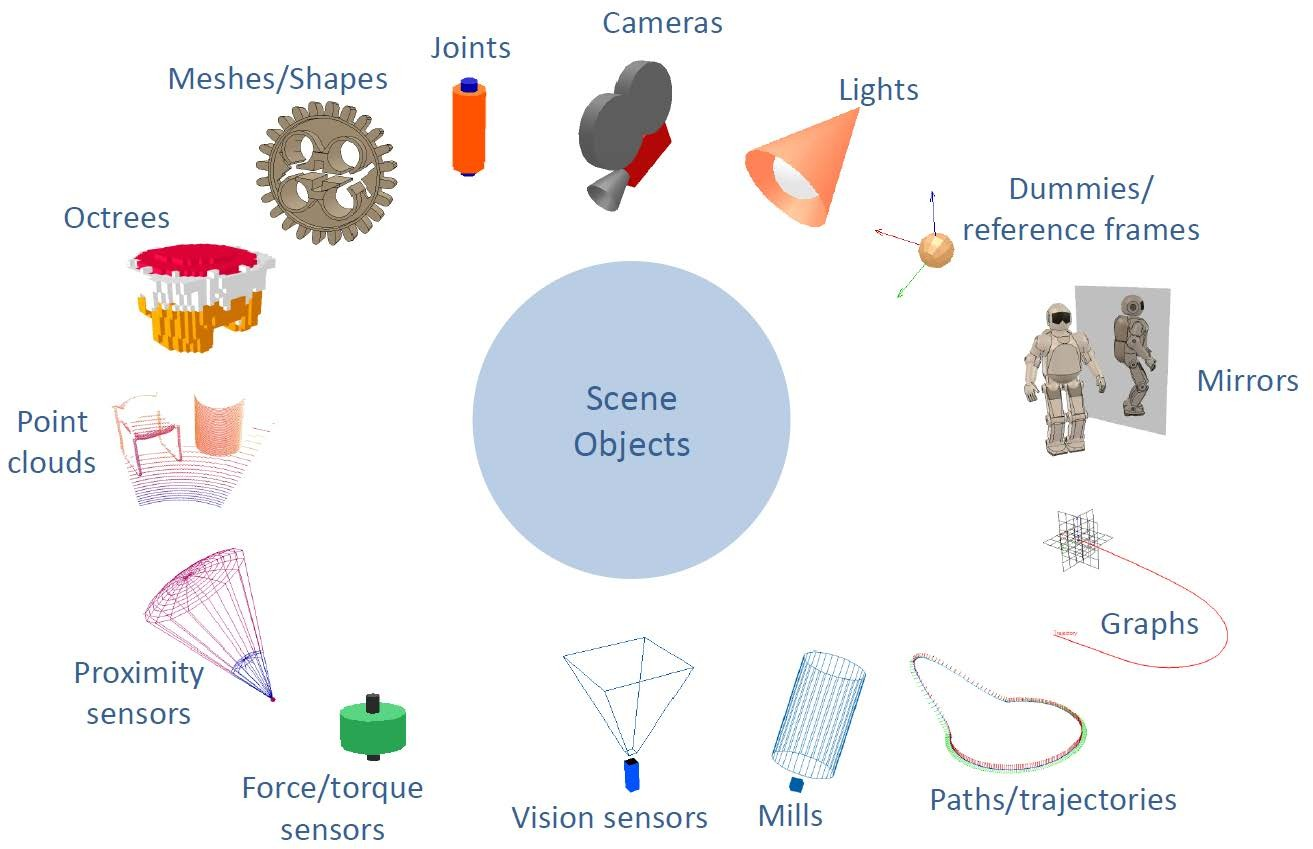 Cameras
Joints
Meshes/Shapes
Lights
Dummies/
reference frames
Octrees
Scene
Objects
Mirrors
Point
clouds
Trajectory
Graphs
Proximity
sensors
Force/torque
sensors
Vision sensors
Mills
Paths/trajectories